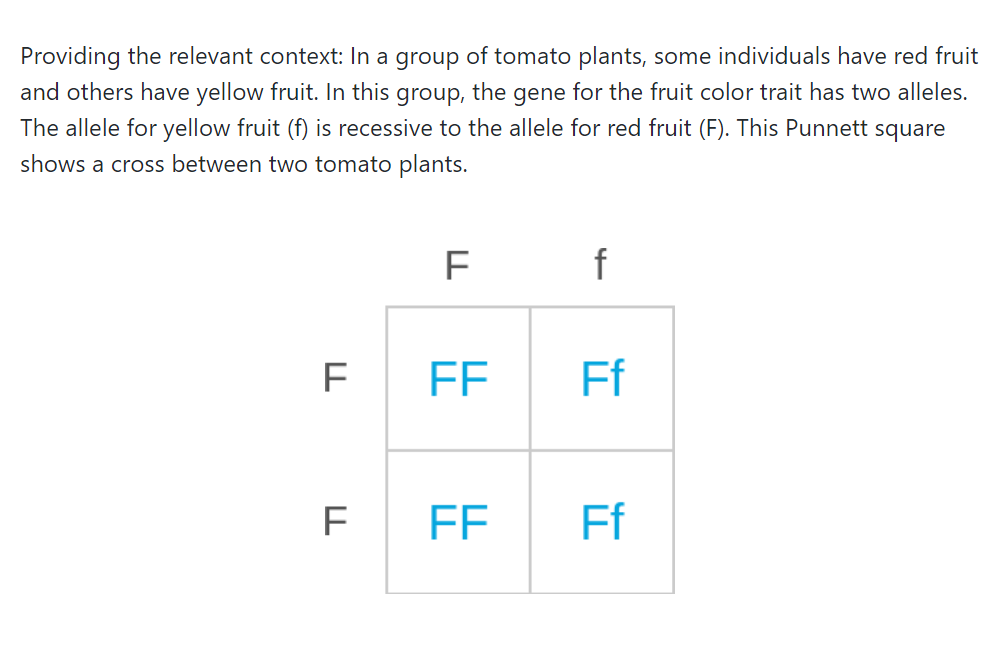 Providing the relevant context: In a group of tomato plants, some individuals have red fruit
and others have yellow fruit. In this group, the gene for the fruit color trait has two alleles.
The allele for yellow fruit (f) is recessive to the allele for red fruit (F). This Punnett square
shows a cross between two tomato plants.
F f
F FF Ff
F FF Ff